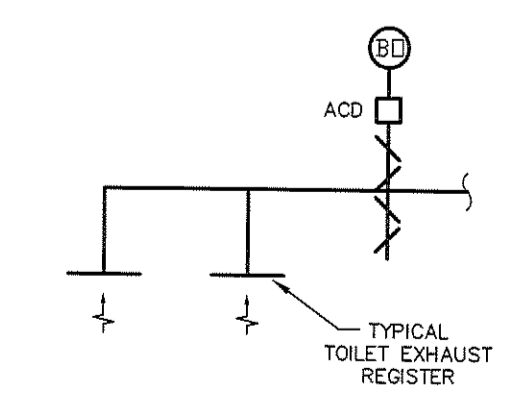 BD
ACD
TYPICAL
TOILET EXHAUST
REGISTER